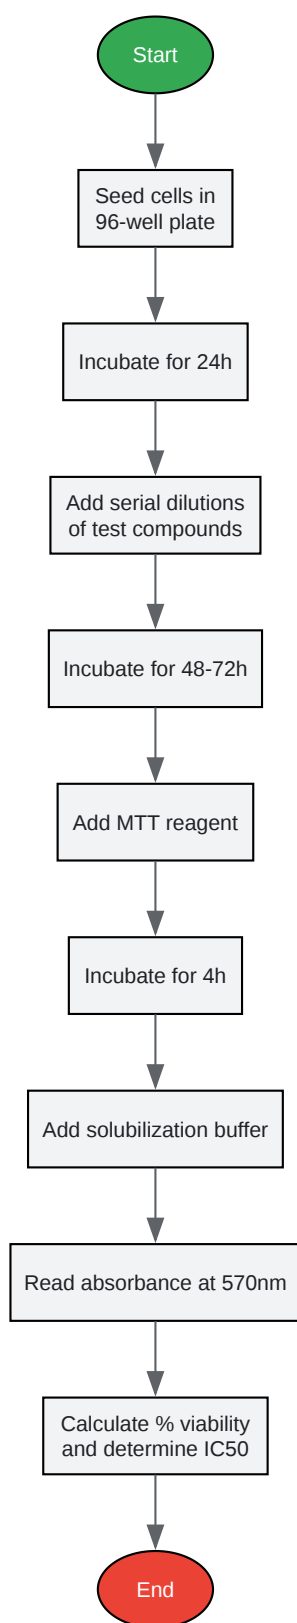 Start
Seed cells in
96-well plate
Incubate for 24h
Add serial dilutions
of test compounds
Incubate for 48-72h
Add MTT reagent
Incubate for 4h
Add solubilization buffer
Read absorbance at 570nm
Calculate % viability
and determine IC50
End